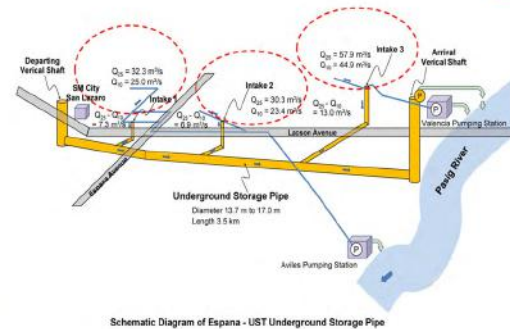 Departing
Verical Shaft
SM City
San Lazaro
Q25 = 32.3 m³/s
Q10 = 25.0 m³/s
Intake 1
Q25 - Q10
= 7.3 m³/s
Intake 2
Q25 = 30.3 m³/s
Q10 = 23.4 m³/s
Q25 - Q10
= 6.9 m³/s
Intake 3
Q25 = 57.9 m³/s
Q10 = 44.9 m³/s
Q25 - Q10
= 13.0 m³/s
Arrival
Verical Shaft
P
P
Valencia Pumping Station
Lacson Avenue
Espana Avenue
Underground Storage Pipe
Diameter 13.7 m to 17.0 m
Length 3.5 km
Pasig River
P
Aviles Pumping Station
Schematic Diagram of Espana - UST Underground Storage Pipe